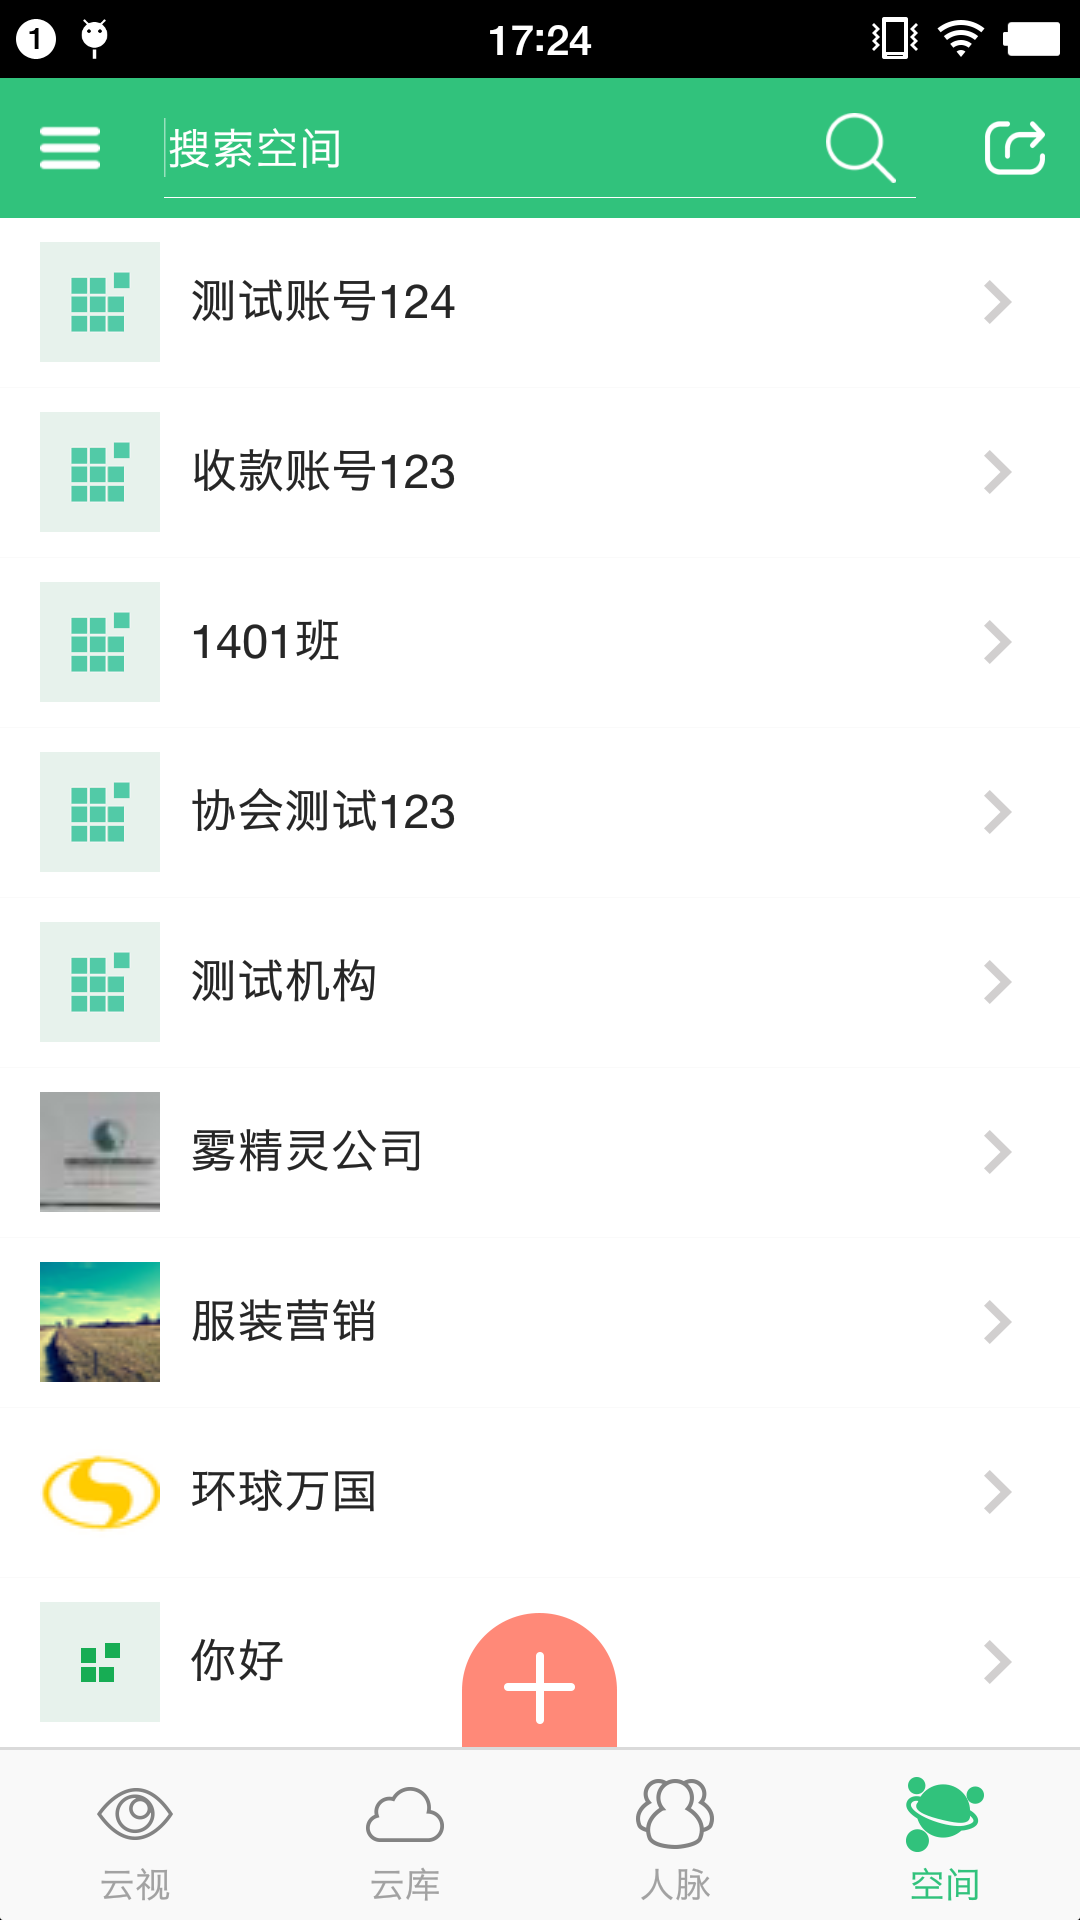 1
17:24
搜索空间
测试账号124
收款账号123
1401班
协会测试123
测试机构
雾精灵公司
服装营销
环球万国
你好
云视
云库
人脉
空间